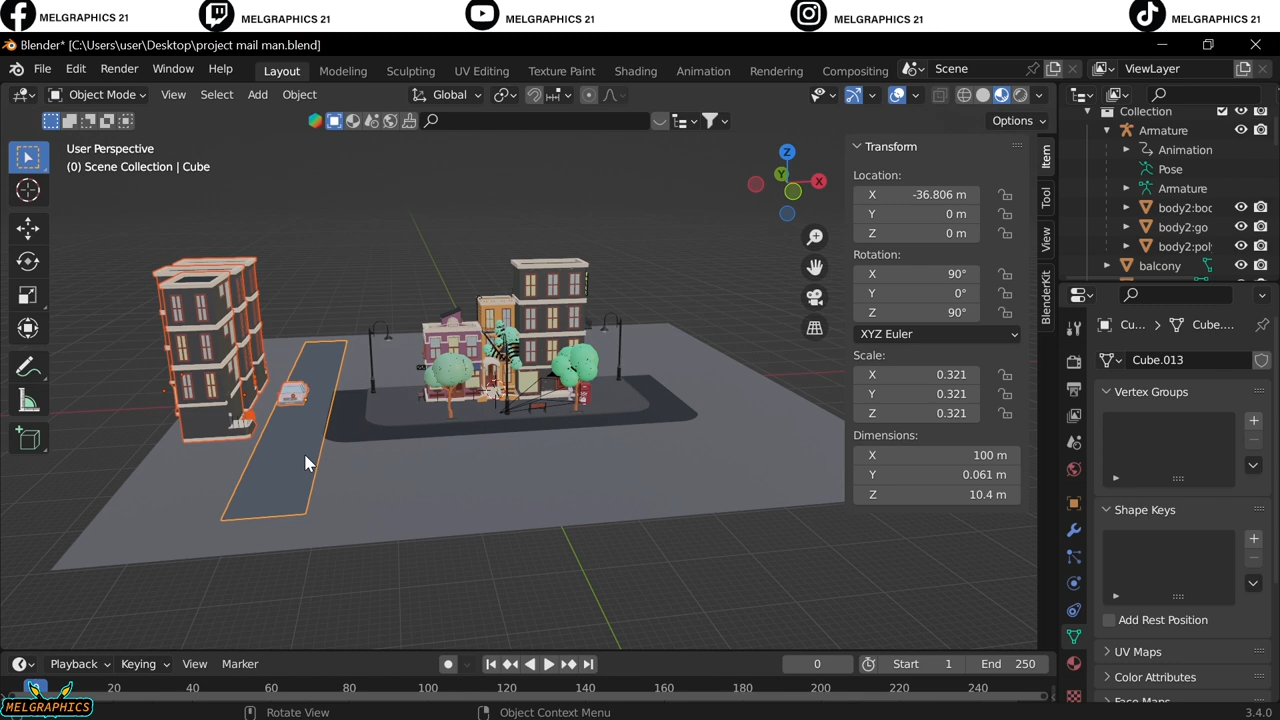 MELGRAPHICS 21 MELGRAPHICS 21 MELGRAPHICS 21 MELGRAPHICS 21 MELGRAPHICS 21
Blender* [C:\Users\user\Desktop\project mail man.blend]
File Edit Render Window Help Layout Modeling Sculpting UV Editing Texture Paint Shading Animation Rendering Compositing Scene ViewLayer
Object Mode View Select Add Object Global
Options
User Perspective
(0) Scene Collection | Cube
Z
Y
X
Transform
Location:
X -36.806 m
Y 0 m
Z 0 m
Rotation:
X 90°
Y 0°
Z 90°
XYZ Euler
Scale:
X 0.321
Y 0.321
Z 0.321
Dimensions:
X 100 m
Y 0.061 m
Z 10.4 m
Item
Tool
View
BlenderKit
Collection
Armature
Animation
Pose
Armature
body2:boc
body2:go
body2:pol
balcony
Cu... > Cube....
Cube.013
Vertex Groups
Shape Keys
Add Rest Position
UV Maps
Color Attributes
Playback Keying View Marker 0 Start 1 End 250
0 20 40 60 80 100 120 140 160 180 200 220 240
MELGRAPHICS
Rotate View Object Context Menu 3.4.0